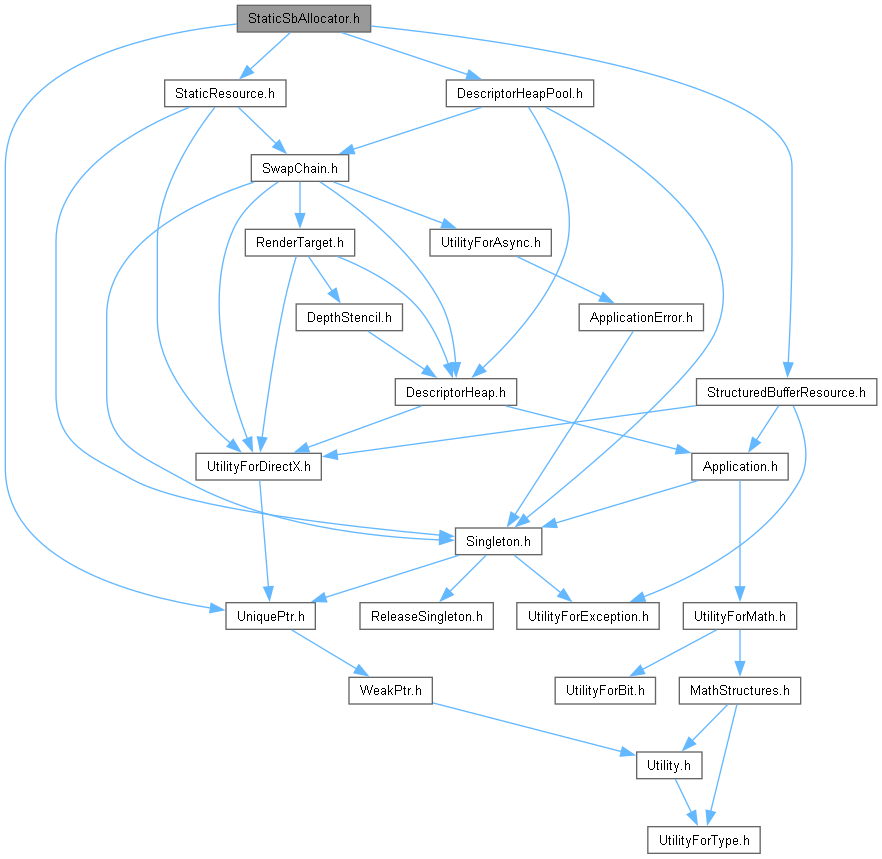 StaticSbAllocator.h
StaticResource.h
DescriptorHeapPool.h
SwapChain.h
RenderTarget.h
UtilityForAsync.h
DepthStencil.h
ApplicationError.h
DescriptorHeap.h
StructuredBufferResource.h
UtilityForDirectX.h
Application.h
Singleton.h
UniquePtr.h
ReleaseSingleton.h
UtilityForException.h
UtilityForMath.h
WeakPtr.h
UtilityForBit.h
MathStructures.h
Utility.h
UtilityForType.h